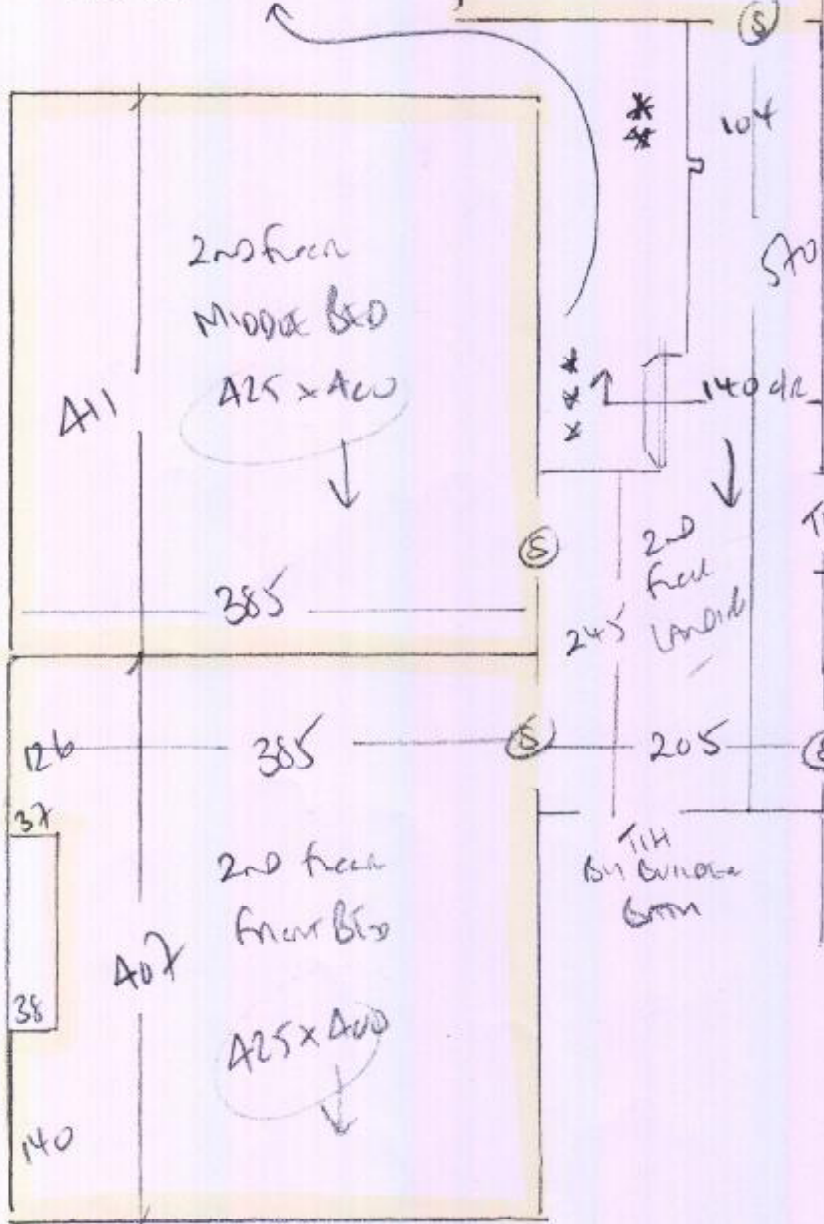 S
**
104
570
2nd Floor
MIDDLE BED
425 x 400
411
***
140 dr
S
385
2nd
Floor
Landing
245
S
126
385
205
37
2nd Floor
Front Bed
T/H
BY BUILDER
BATH
407
38
425 x 400
140